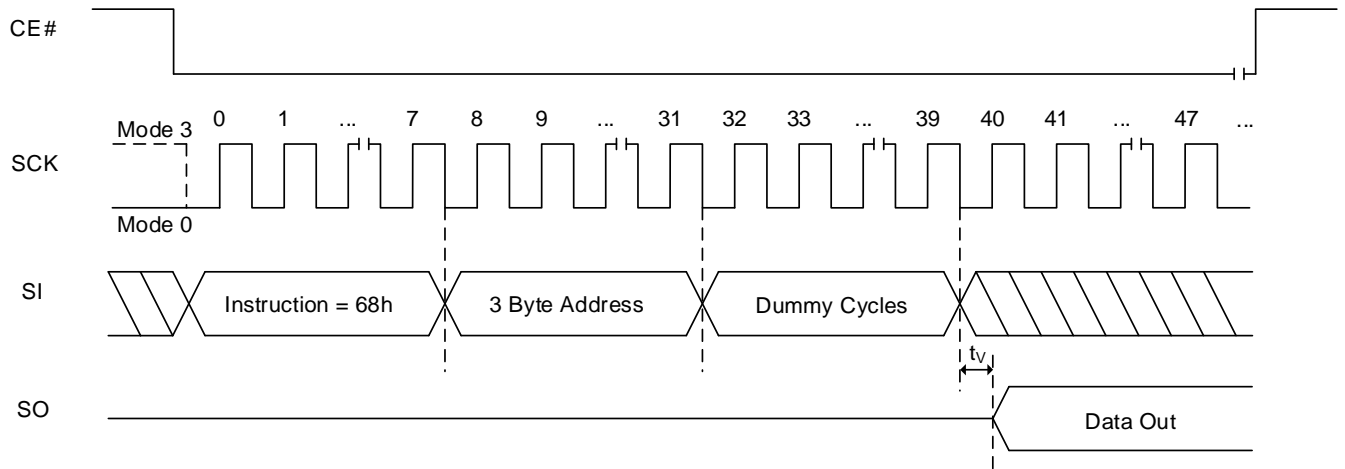 CE#
SCK
Mode 3
0 1 ... 7 8 9 ... 31 32 33 ... 39 40 41 ... 47 ...
Mode 0
SI
Instruction = 68h
3 Byte Address
Dummy Cycles
tV
SO
Data Out